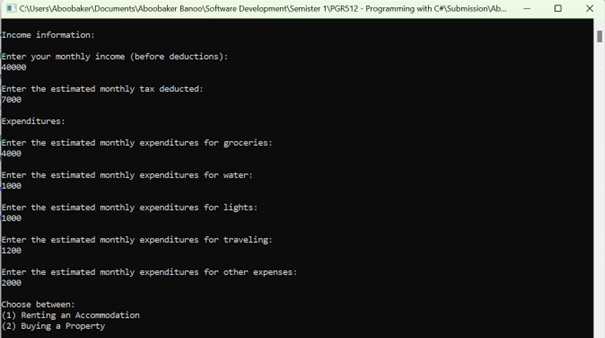 C:\Users\Aboobaker\Documents\Aboobaker Banoo\Software Development\Semister 1\PGR512 - Programming with C#\Submission\Ab...
Income information:
Enter your monthly income (before deductions):
40000
Enter the estimated monthly tax deducted:
7000
Expenditures:
Enter the estimated monthly expenditures for groceries:
4000
Enter the estimated monthly expenditures for water:
1000
Enter the estimated monthly expenditures for lights:
1000
Enter the estimated monthly expenditures for traveling:
1200
Enter the estimated monthly expenditures for other expenses:
2000
Choose between:
(1) Renting an Accommodation
(2) Buying a Property